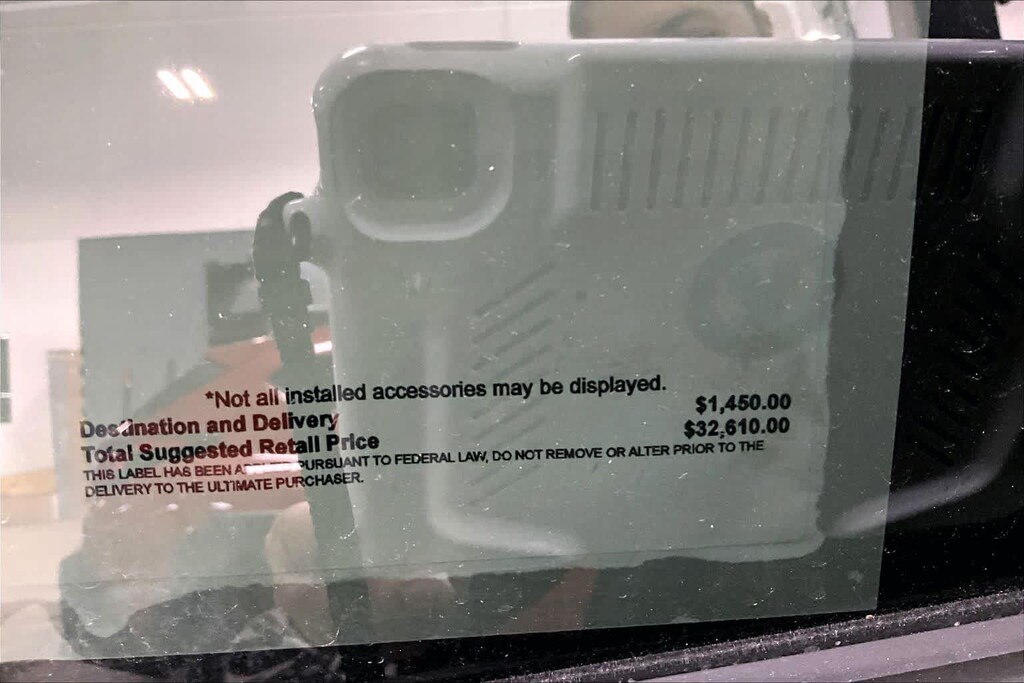 *Not all installed accessories may be displayed.
Destination and Delivery $1,450.00
Total Suggested Retail Price $32,610.00
THIS LABEL HAS BEEN PURSUANT TO FEDERAL LAW, DO NOT REMOVE OR ALTER PRIOR TO THE
DELIVERY TO THE ULTIMATE PURCHASER.